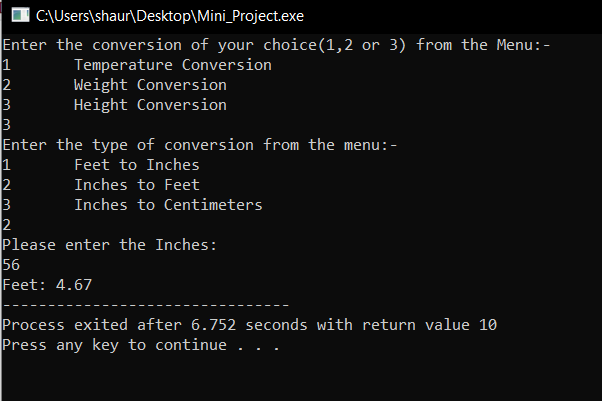 C:\Users\shaur\Desktop\Mini_Project.exe
Enter the conversion of your choice(1,2 or 3) from the Menu:-
1       Temperature Conversion
2       Weight Conversion
3       Height Conversion
3
Enter the type of conversion from the menu:-
1       Feet to Inches
2       Inches to Feet
3       Inches to Centimeters
2
Please enter the Inches:
56
Feet: 4.67
--------------------------------
Process exited after 6.752 seconds with return value 10
Press any key to continue . . .